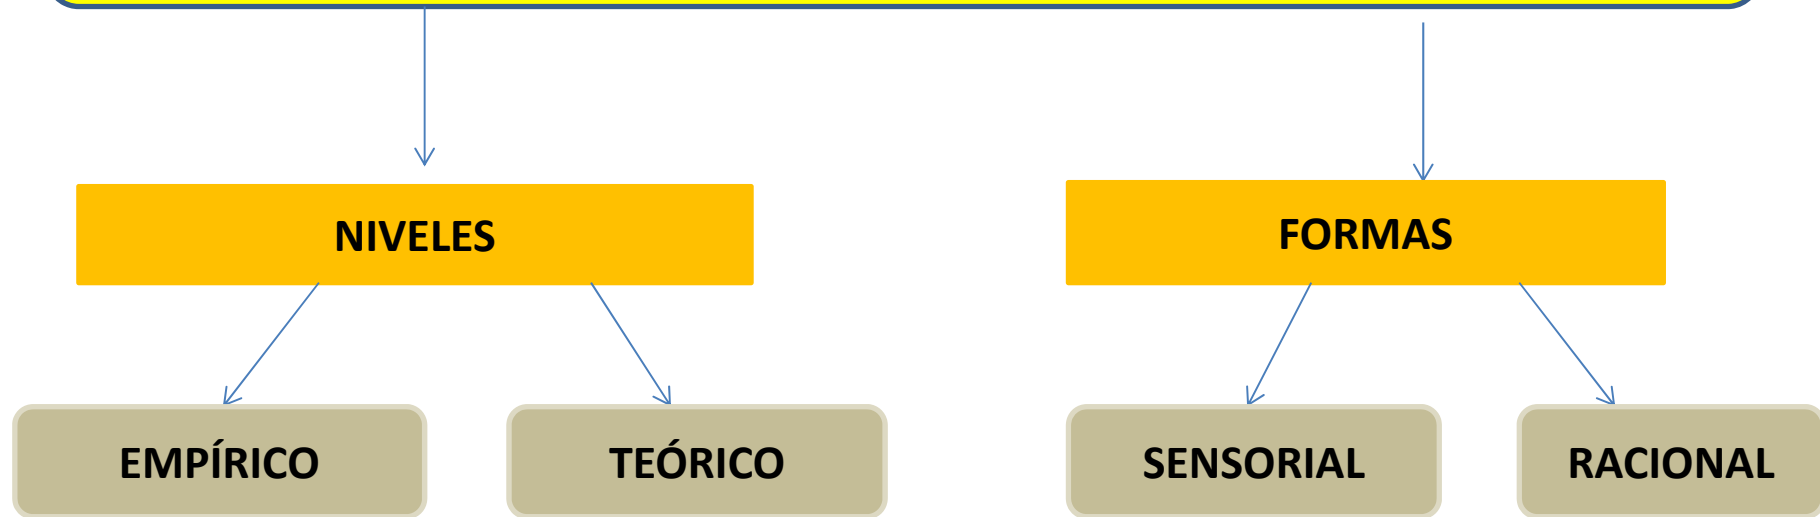 NIVELES
FORMAS
EMPÍRICO
TEÓRICO
SENSORIAL
RACIONAL